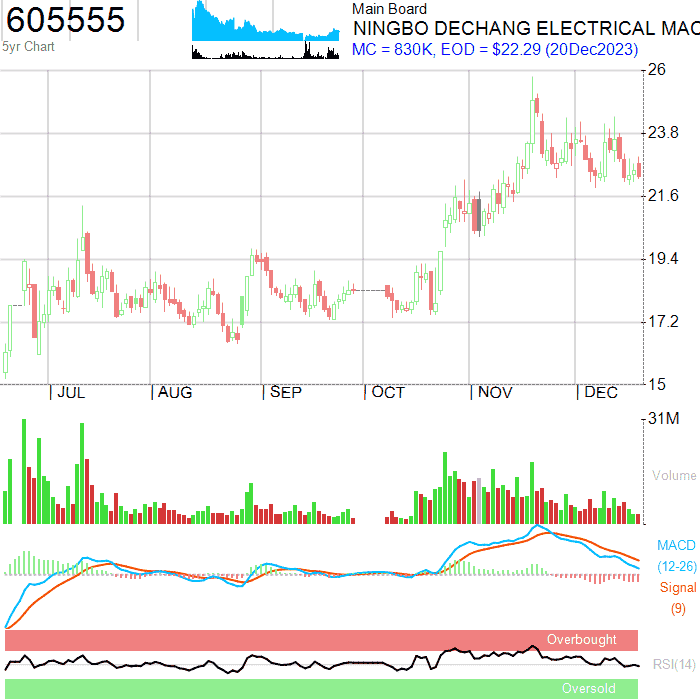 605555
5yr Chart
Main Board
NINGBO DECHANG ELECTRICAL MAC
MC = 830K, EOD = $22.29 (20Dec2023)
26
23.8
21.6
19.4
17.2
15
JUL AUG SEP OCT NOV DEC
31M
Volume
MACD
(12-26)
Signal
(9)
Overbought
RSI(14)
Oversold